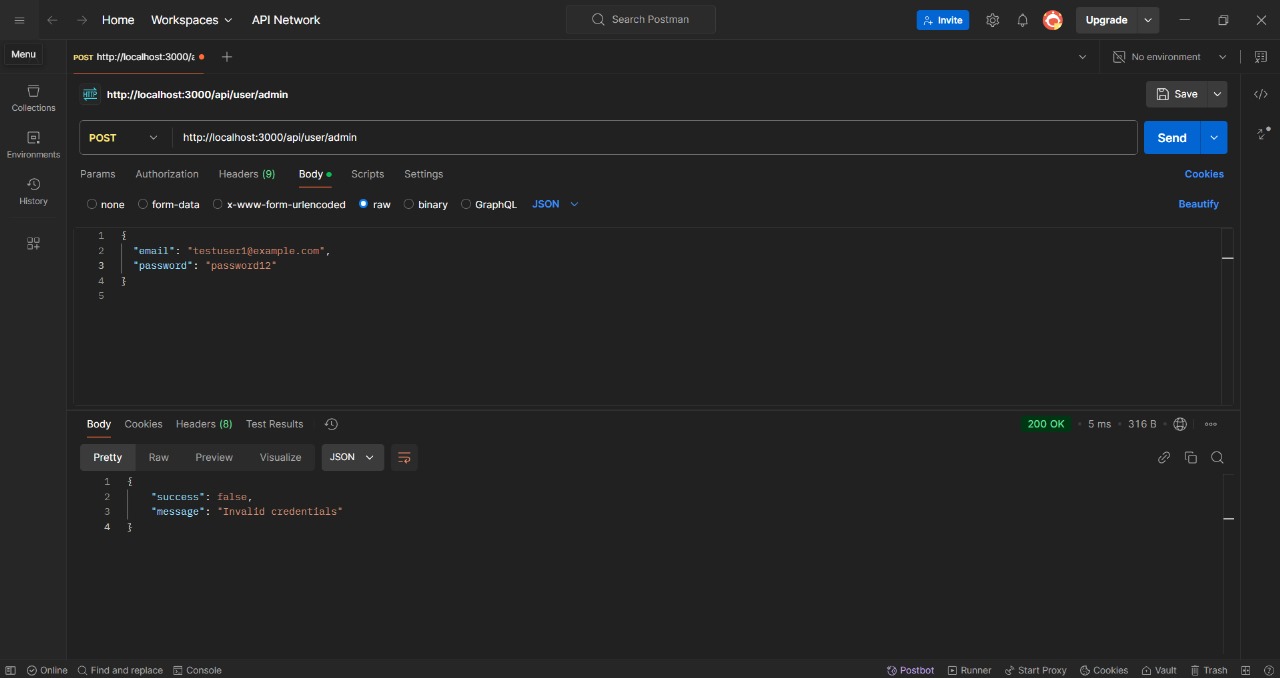 Home Workspaces API Network Search Postman Invite Upgrade
Menu
POST http://localhost:3000/a No environment
http://localhost:3000/api/user/admin Save
Collections
POST http://localhost:3000/api/user/admin Send
Environments
Params Authorization Headers (9) Body Scripts Settings Cookies
History
none form-data x-www-form-urlencoded raw binary GraphQL JSON Beautify
1 {
2 "email": "testuser1@example.com",
3 "password": "password12"
4 }
5
Body Cookies Headers (8) Test Results 200 OK 5 ms 316 B
Pretty Raw Preview Visualize JSON
1 {
2 "success": false,
3 "message": "Invalid credentials"
4 }
Online Find and replace Console Postbot Runner Start Proxy Cookies Vault Trash